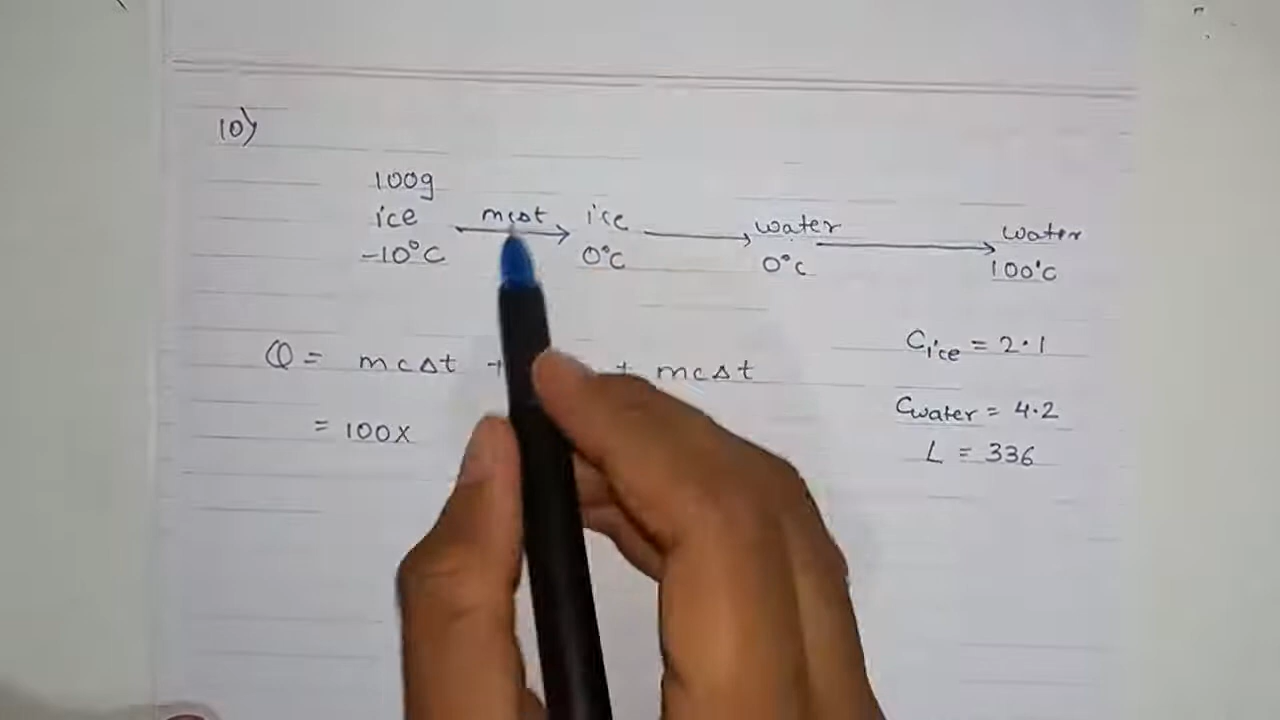 10)
100g
ice mcΔt ice water water
-10°C 0°C 0°C 100°C
Cice = 2.1
Q = mcΔt + + mcΔt
Cwater = 4.2
= 100x
L = 336